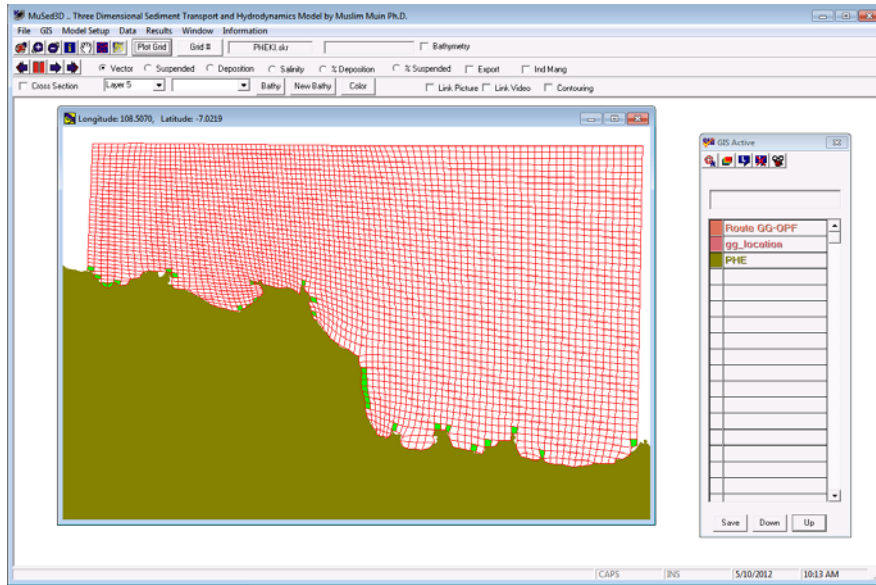 MuSed3D .. Three Dimensional Sediment Transport and Hydrodynamics Model by Muslim Muin Ph.D.
File GIS Model Setup Data Results Window Information
Plot Grid Grid # PHEKI.skr Bathymetry
Vector Suspended Deposition Salinity % Deposition % Suspended Export Ind Mang
Cross Section Layer 5 Bathy New Bathy Color Link Picture Link Video Contouring
Longitude: 108.5070, Latitude: -7.0219
GIS Active
Route GG-OPF
gg_location
PHE
Save Down Up
CAPS INS 5/10/2012 10:13 AM